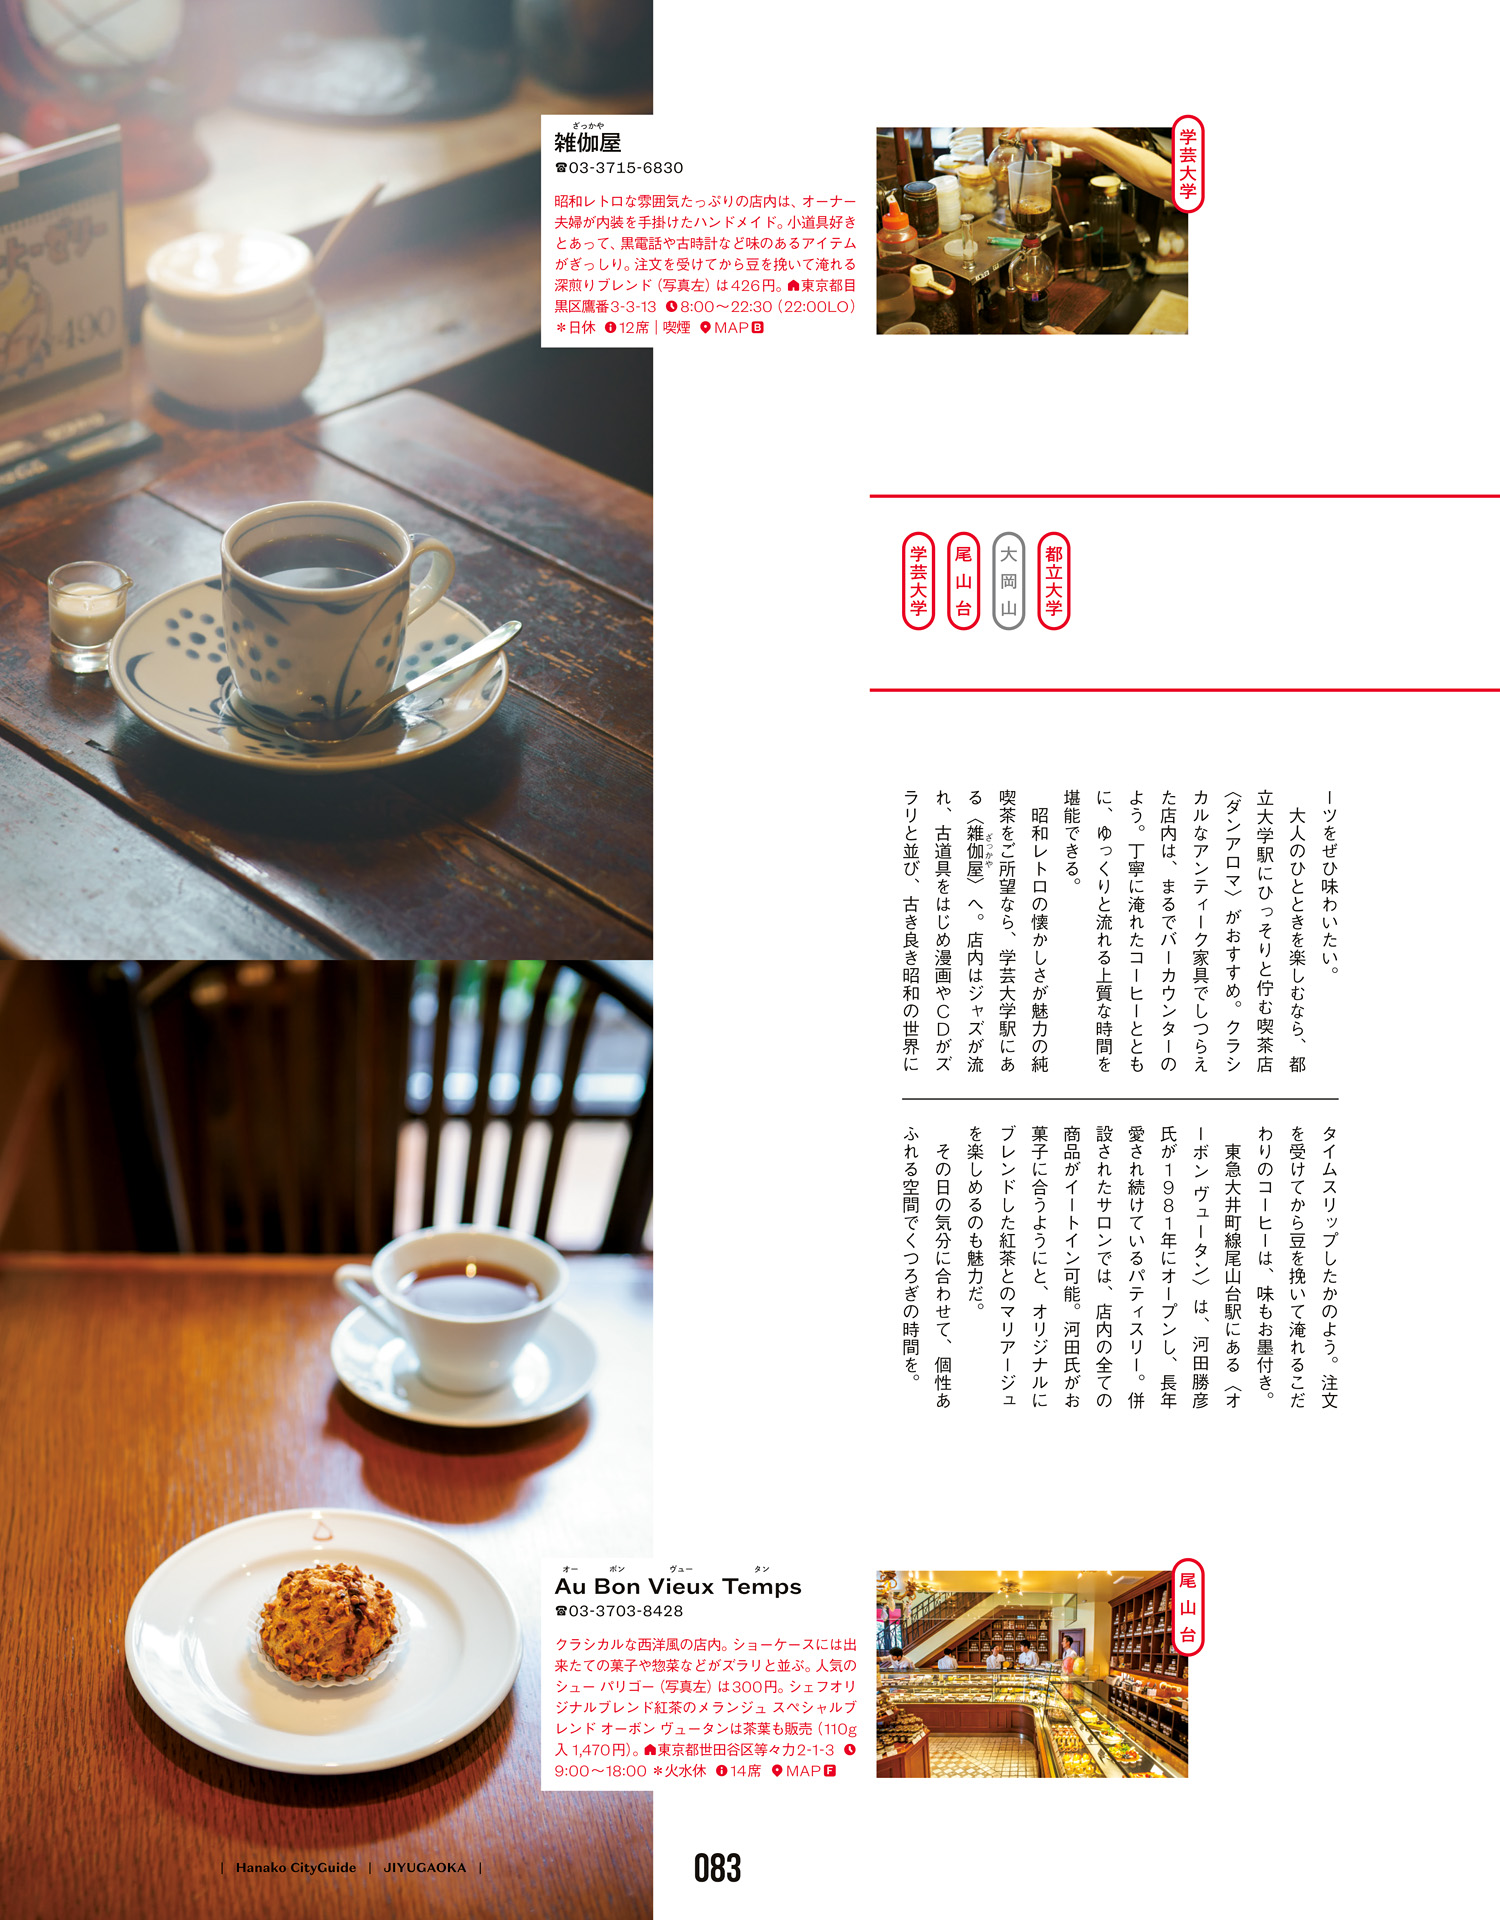 ざっかや
雑伽屋
☎03-3715-6830
昭和レトロな雰囲気たっぷりの店内は、オーナー
夫婦が内装を手掛けたハンドメイド。小道具好き
とあって、黒電話や古時計など味のあるアイテム
がぎっしり。注文を受けてから豆を挽いて淹れる
深煎りブレンド（写真左）は426円。東京都目
黒区鷹番3-3-13 8:00〜22:30（22:00LO）
＊日休 12席｜喫煙 MAP B
学芸大学
490
都立大学
大岡山
尾山台
学芸大学
ーツをぜひ味わいたい。
大人のひとときを楽しむなら、都
立大学駅にひっそりと佇む喫茶店
〈ダンアロマ〉がおすすめ。クラシ
カルなアンティーク家具でしつらえ
た店内は、まるでバーカウンターの
よう。丁寧に淹れたコーヒーととも
に、ゆっくりと流れる上質な時間を
堪能できる。
昭和レトロの懐かしさが魅力の純
喫茶をご所望なら、学芸大学駅にあ
る〈雑伽屋〉へ。店内はジャズが流
ざっかや
れ、古道具をはじめ漫画やCDがズ
ラリと並び、古き良き昭和の世界に
タイムスリップしたかのよう。注文
を受けてから豆を挽いて淹れるこだ
わりのコーヒーは、味もお墨付き。
東急大井町線尾山台駅にある〈オ
ーボン ヴュータン〉は、河田勝彦
氏が1981年にオープンし、長年
愛され続けているパティスリー。併
設されたサロンでは、店内の全ての
商品がイートイン可能。河田氏がお
菓子に合うようにと、オリジナルに
ブレンドした紅茶とのマリアージュ
を楽しめるのも魅力だ。
その日の気分に合わせて、個性あ
ふれる空間でくつろぎの時間を。
オー ボン ヴュー タン
Au Bon Vieux Temps
☎03-3703-8428
クラシカルな西洋風の店内。ショーケースには出
来たての菓子や惣菜などがズラリと並ぶ。人気の
シュー パリゴー（写真左）は300円。シェフオリ
ジナルブレンド紅茶のメランジュ スペシャルブ
レンド オーボン ヴュータンは茶葉も販売（110g
入 1,470円）。東京都世田谷区等々力2-1-3
9:00〜18:00 ＊火水休 14席 MAP F
尾山台
| Hanako CityGuide | JIYUGAOKA |
083